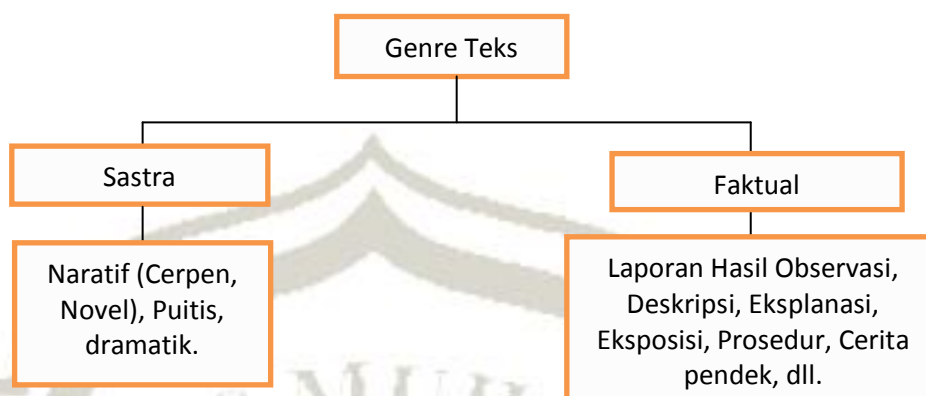 Genre Teks
Sastra
Faktual
Naratif (Cerpen,
Novel), Puitis,
dramatik.
Laporan Hasil Observasi,
Deskripsi, Eksplanasi,
Eksposisi, Prosedur, Cerita
pendek, dll.